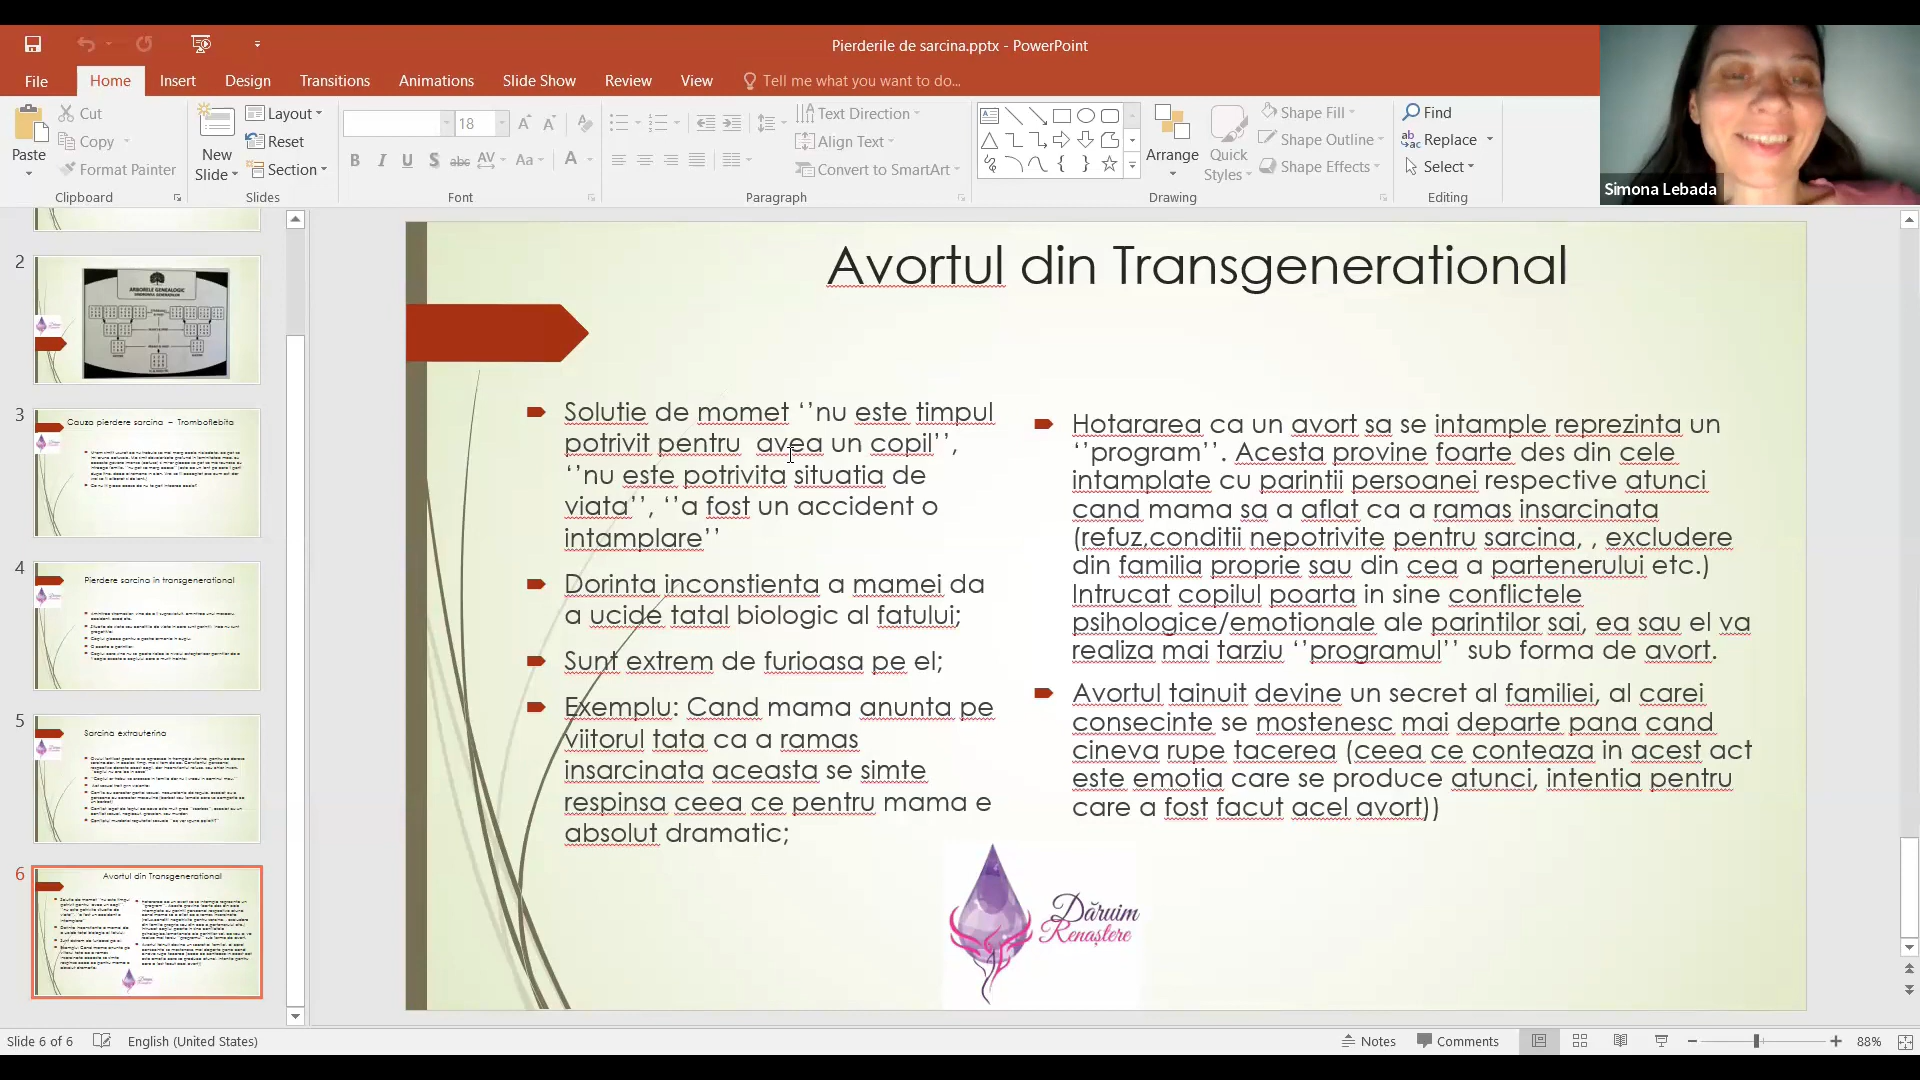 Pierderile de sarcina.pptx - PowerPoint
File Home Insert Design Transitions Animations Slide Show Review View Tell me what you want to do...
Paste
Cut
Copy
Format Painter
Clipboard
New Slide
Layout
Reset
Section
Slides
18
B I U S abc AV Aa A
Font
Text Direction
Align Text
Convert to SmartArt
Paragraph
Arrange
Quick Styles
Shape Fill
Shape Outline
Shape Effects
Drawing
Find
Replace
Select
Editing
Simona Lebada
2
ARBORELE GENEALOGIC
3
Cauza pierdere sarcina – Tromboflebita
4
Pierdere sarcina in transgenerational
5
Sarcina extrauterina
6
Avortul din Transgenerational
Avortul din Transgenerational
Solutie de momet ‘’nu este timpul
potrivit pentru avea un copil’’,
‘’nu este potrivita situatia de
viata’’, ‘’a fost un accident o
intamplare’’
Dorinta inconstienta a mamei da
a ucide tatal biologic al fatului;
Sunt extrem de furioasa pe el;
Exemplu: Cand mama anunta pe
viitorul tata ca a ramas
insarcinata aceasta se simte
respinsa ceea ce pentru mama e
absolut dramatic;
Hotararea ca un avort sa se intample reprezinta un
‘’program’’. Acesta provine foarte des din cele
intamplate cu parintii persoanei respective atunci
cand mama sa a aflat ca a ramas insarcinata
(refuz,conditii nepotrivite pentru sarcina, , excludere
din familia proprie sau din cea a partenerului etc.)
Intrucat copilul poarta in sine conflictele
psihologice/emotionale ale parintilor sai, ea sau el va
realiza mai tarziu ‘’programul’’ sub forma de avort.
Avortul tainuit devine un secret al familiei, al carei
consecinte se mostenesc mai departe pana cand
cineva rupe tacerea (ceea ce conteaza in acest act
este emotia care se produce atunci, intentia pentru
care a fost facut acel avort))
Dăruim
Renaștere
Slide 6 of 6 English (United States) Notes Comments 88%